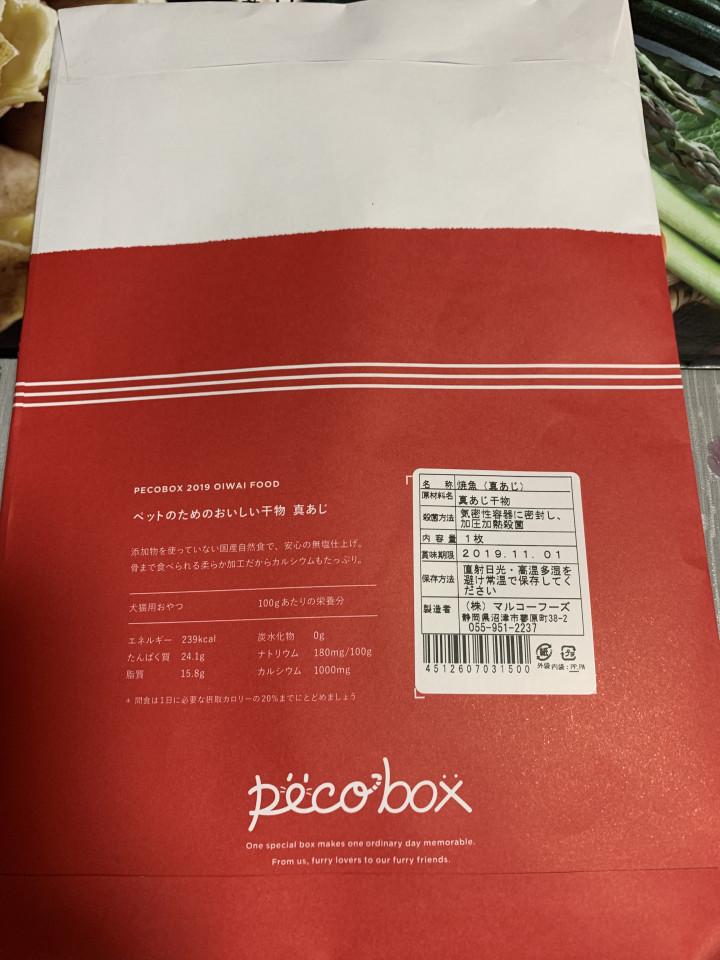 PECOBOX 2019 OIWAI FOOD
ペットのためのおいしい干物 真あじ
添加物を使っていない国産自然食で、安心の無塩仕上げ。
骨まで食べられる柔らか加工だからカルシウムもたっぷり。
犬猫用おやつ 100gあたりの栄養分
エネルギー 239kcal 炭水化物 0g
たんぱく質 24.1g ナトリウム 180mg/100g
脂質 15.8g カルシウム 1000mg
* 間食は1日に必要な摂取カロリーの20%までにとどめましょう
名 称 焼魚（真あじ）
原材料名 真あじ干物
殺菌方法 気密性容器に密封し、
加圧加熱殺菌
内 容 量 1枚
賞味期限 2019.11.01
保存方法 直射日光・高温多湿を
避け常温で保存してく
ださい
製造者 （株）マルコーフーズ
静岡県沼津市蓼原町38-2
055-951-2237
4512607031500
外袋 内袋：PP,PA
pecobox
One special box makes one ordinary day memorable.
From us, furry lovers to our furry friends.